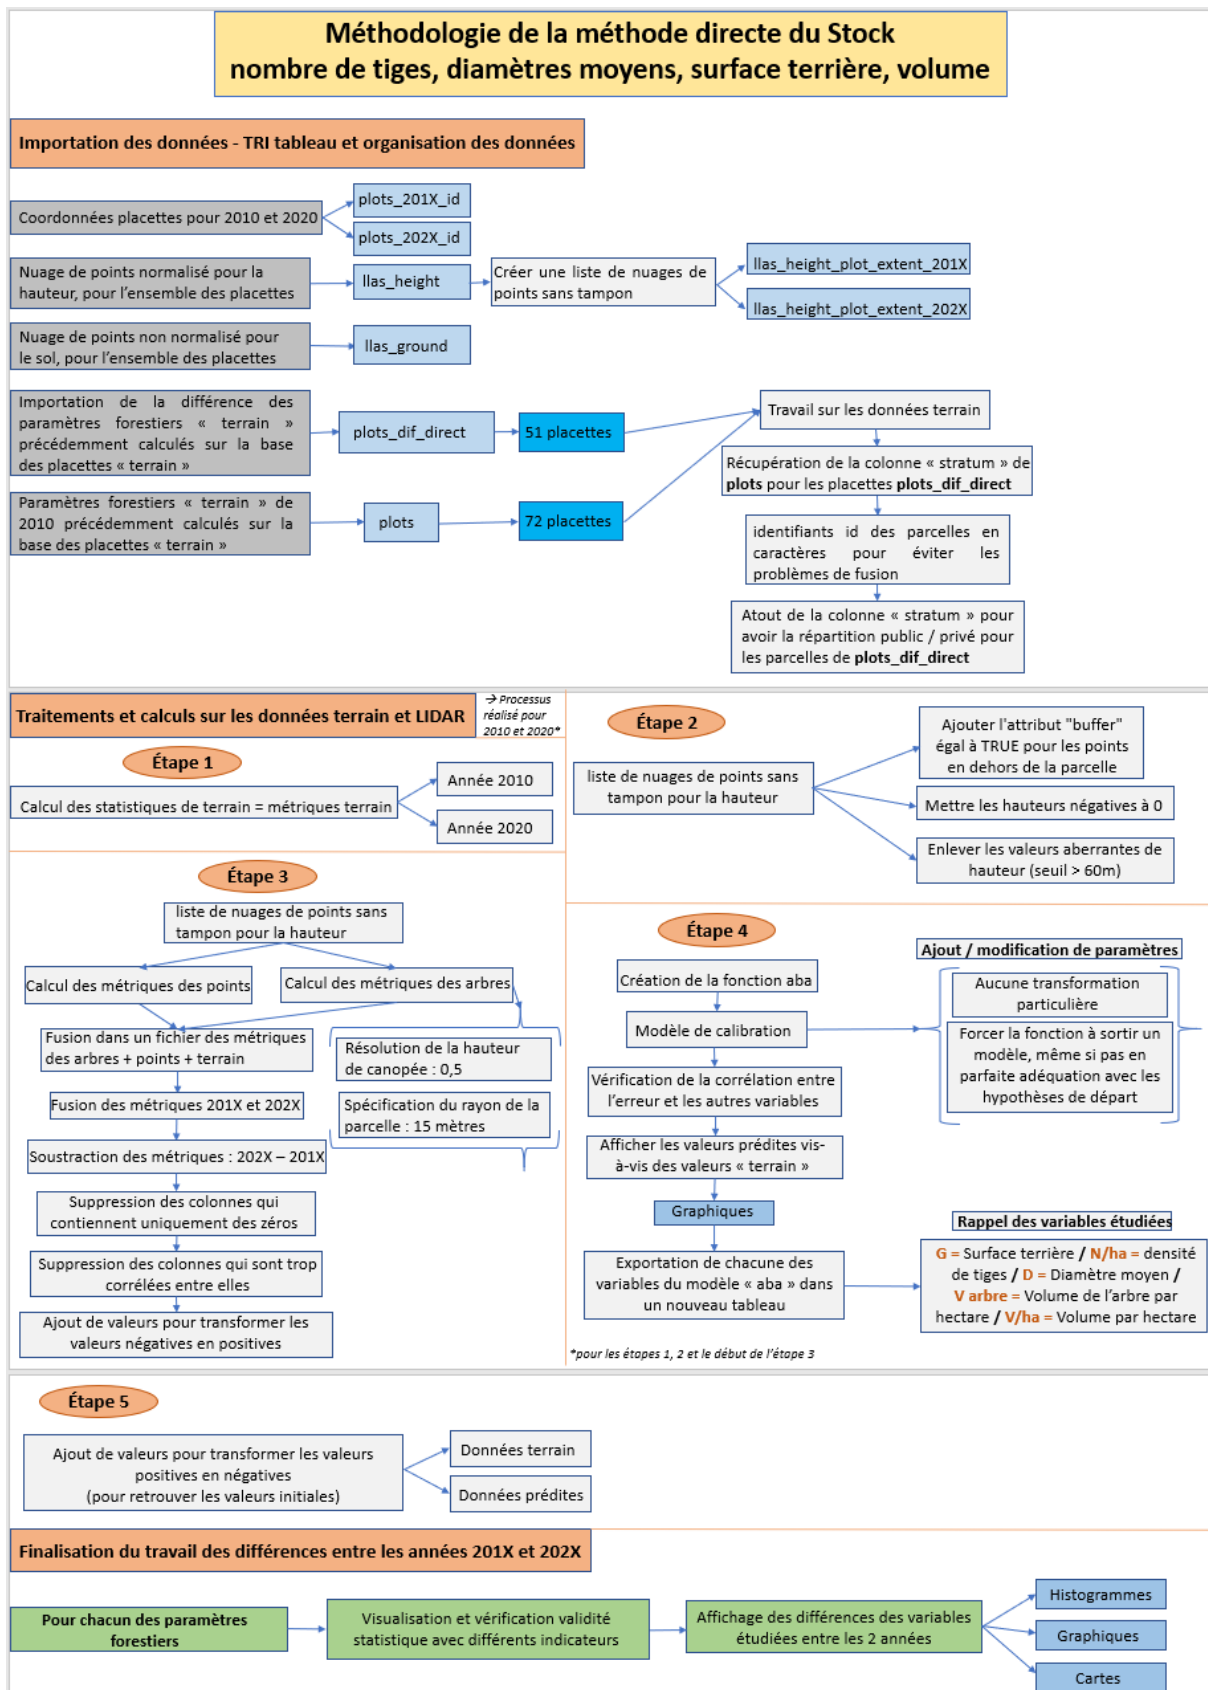 Méthodologie de la méthode directe du Stock
nombre de tiges, diamètres moyens, surface terrière, volume
Importation des données - TRI tableau et organisation des données
Coordonnées placettes pour 2010 et 2020
plots_201X_id
plots_202X_id
Nuage de points normalisé pour la
hauteur, pour l'ensemble des placettes
llas_height
Créer une liste de nuages de
points sans tampon
llas_height_plot_extent_201X
llas_height_plot_extent_202X
Nuage de points non normalisé pour
le sol, pour l'ensemble des placettes
llas_ground
Importation de la différence des
paramètres forestiers « terrain »
précédemment calculés sur la base
des placettes « terrain »
plots_dif_direct
51 placettes
Paramètres forestiers « terrain » de
2010 précédemment calculés sur la
base des placettes « terrain »
plots
72 placettes
Travail sur les données terrain
Récupération de la colonne « stratum » de
plots pour les placettes plots_dif_direct
identifiants id des parcelles en
caractères pour éviter les
problèmes de fusion
Atout de la colonne « stratum » pour
avoir la répartition public / privé pour
les parcelles de plots_dif_direct
Traitements et calculs sur les données terrain et LIDAR
→ Processus
réalisé pour
2010 et 2020*
Étape 1
Calcul des statistiques de terrain = métriques terrain
Année 2010
Année 2020
Étape 2
liste de nuages de points sans
tampon pour la hauteur
Ajouter l'attribut "buffer"
égal à TRUE pour les points
en dehors de la parcelle
Mettre les hauteurs négatives à 0
Enlever les valeurs aberrantes de
hauteur (seuil > 60m)
Étape 3
liste de nuages de points sans
tampon pour la hauteur
Calcul des métriques des points
Calcul des métriques des arbres
Fusion dans un fichier des métriques
des arbres + points + terrain
Résolution de la hauteur
de canopée : 0,5
Spécification du rayon de la
parcelle : 15 mètres
Fusion des métriques 201X et 202X
Soustraction des métriques : 202X – 201X
Suppression des colonnes qui
contiennent uniquement des zéros
Suppression des colonnes qui sont trop
corrélées entre elles
Ajout de valeurs pour transformer les
valeurs négatives en positives
Étape 4
Création de la fonction aba
Modèle de calibration
Vérification de la corrélation entre
l'erreur et les autres variables
Afficher les valeurs prédites vis-
à-vis des valeurs « terrain »
Graphiques
Exportation de chacune des
variables du modèle « aba » dans
un nouveau tableau
Ajout / modification de paramètres
Aucune transformation
particulière
Forcer la fonction à sortir un
modèle, même si pas en
parfaite adéquation avec les
hypothèses de départ
Rappel des variables étudiées
G = Surface terrière / N/ha = densité
de tiges / D = Diamètre moyen /
V arbre = Volume de l'arbre par
hectare / V/ha = Volume par hectare
*pour les étapes 1, 2 et le début de l'étape 3
Étape 5
Ajout de valeurs pour transformer les valeurs
positives en négatives
(pour retrouver les valeurs initiales)
Données terrain
Données prédites
Finalisation du travail des différences entre les années 201X et 202X
Pour chacun des paramètres
forestiers
Visualisation et vérification validité
statistique avec différents indicateurs
Affichage des différences des variables
étudiées entre les 2 années
Histogrammes
Graphiques
Cartes